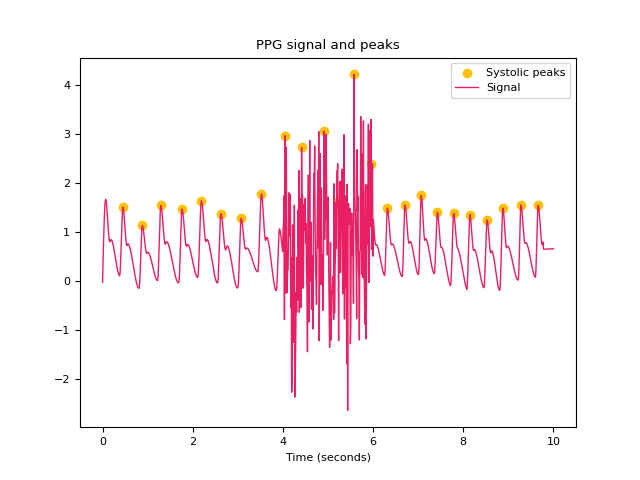 PPG signal and peaks
Systolic peaks
Signal
4
3
2
1
0
−1
−2
0 2 4 6 8 10
Time (seconds)